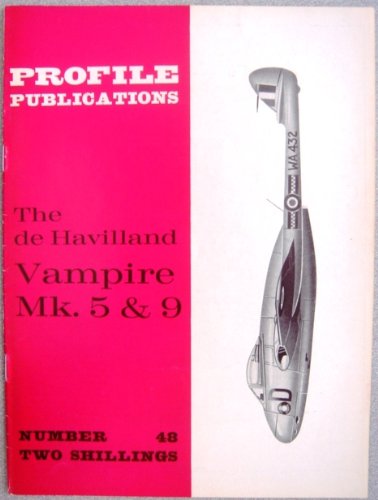 PROFILE
PUBLICATIONS
The
de Havilland
Vampire
Mk. 5 & 9
NUMBER 48
TWO SHILLINGS
WA 432
D